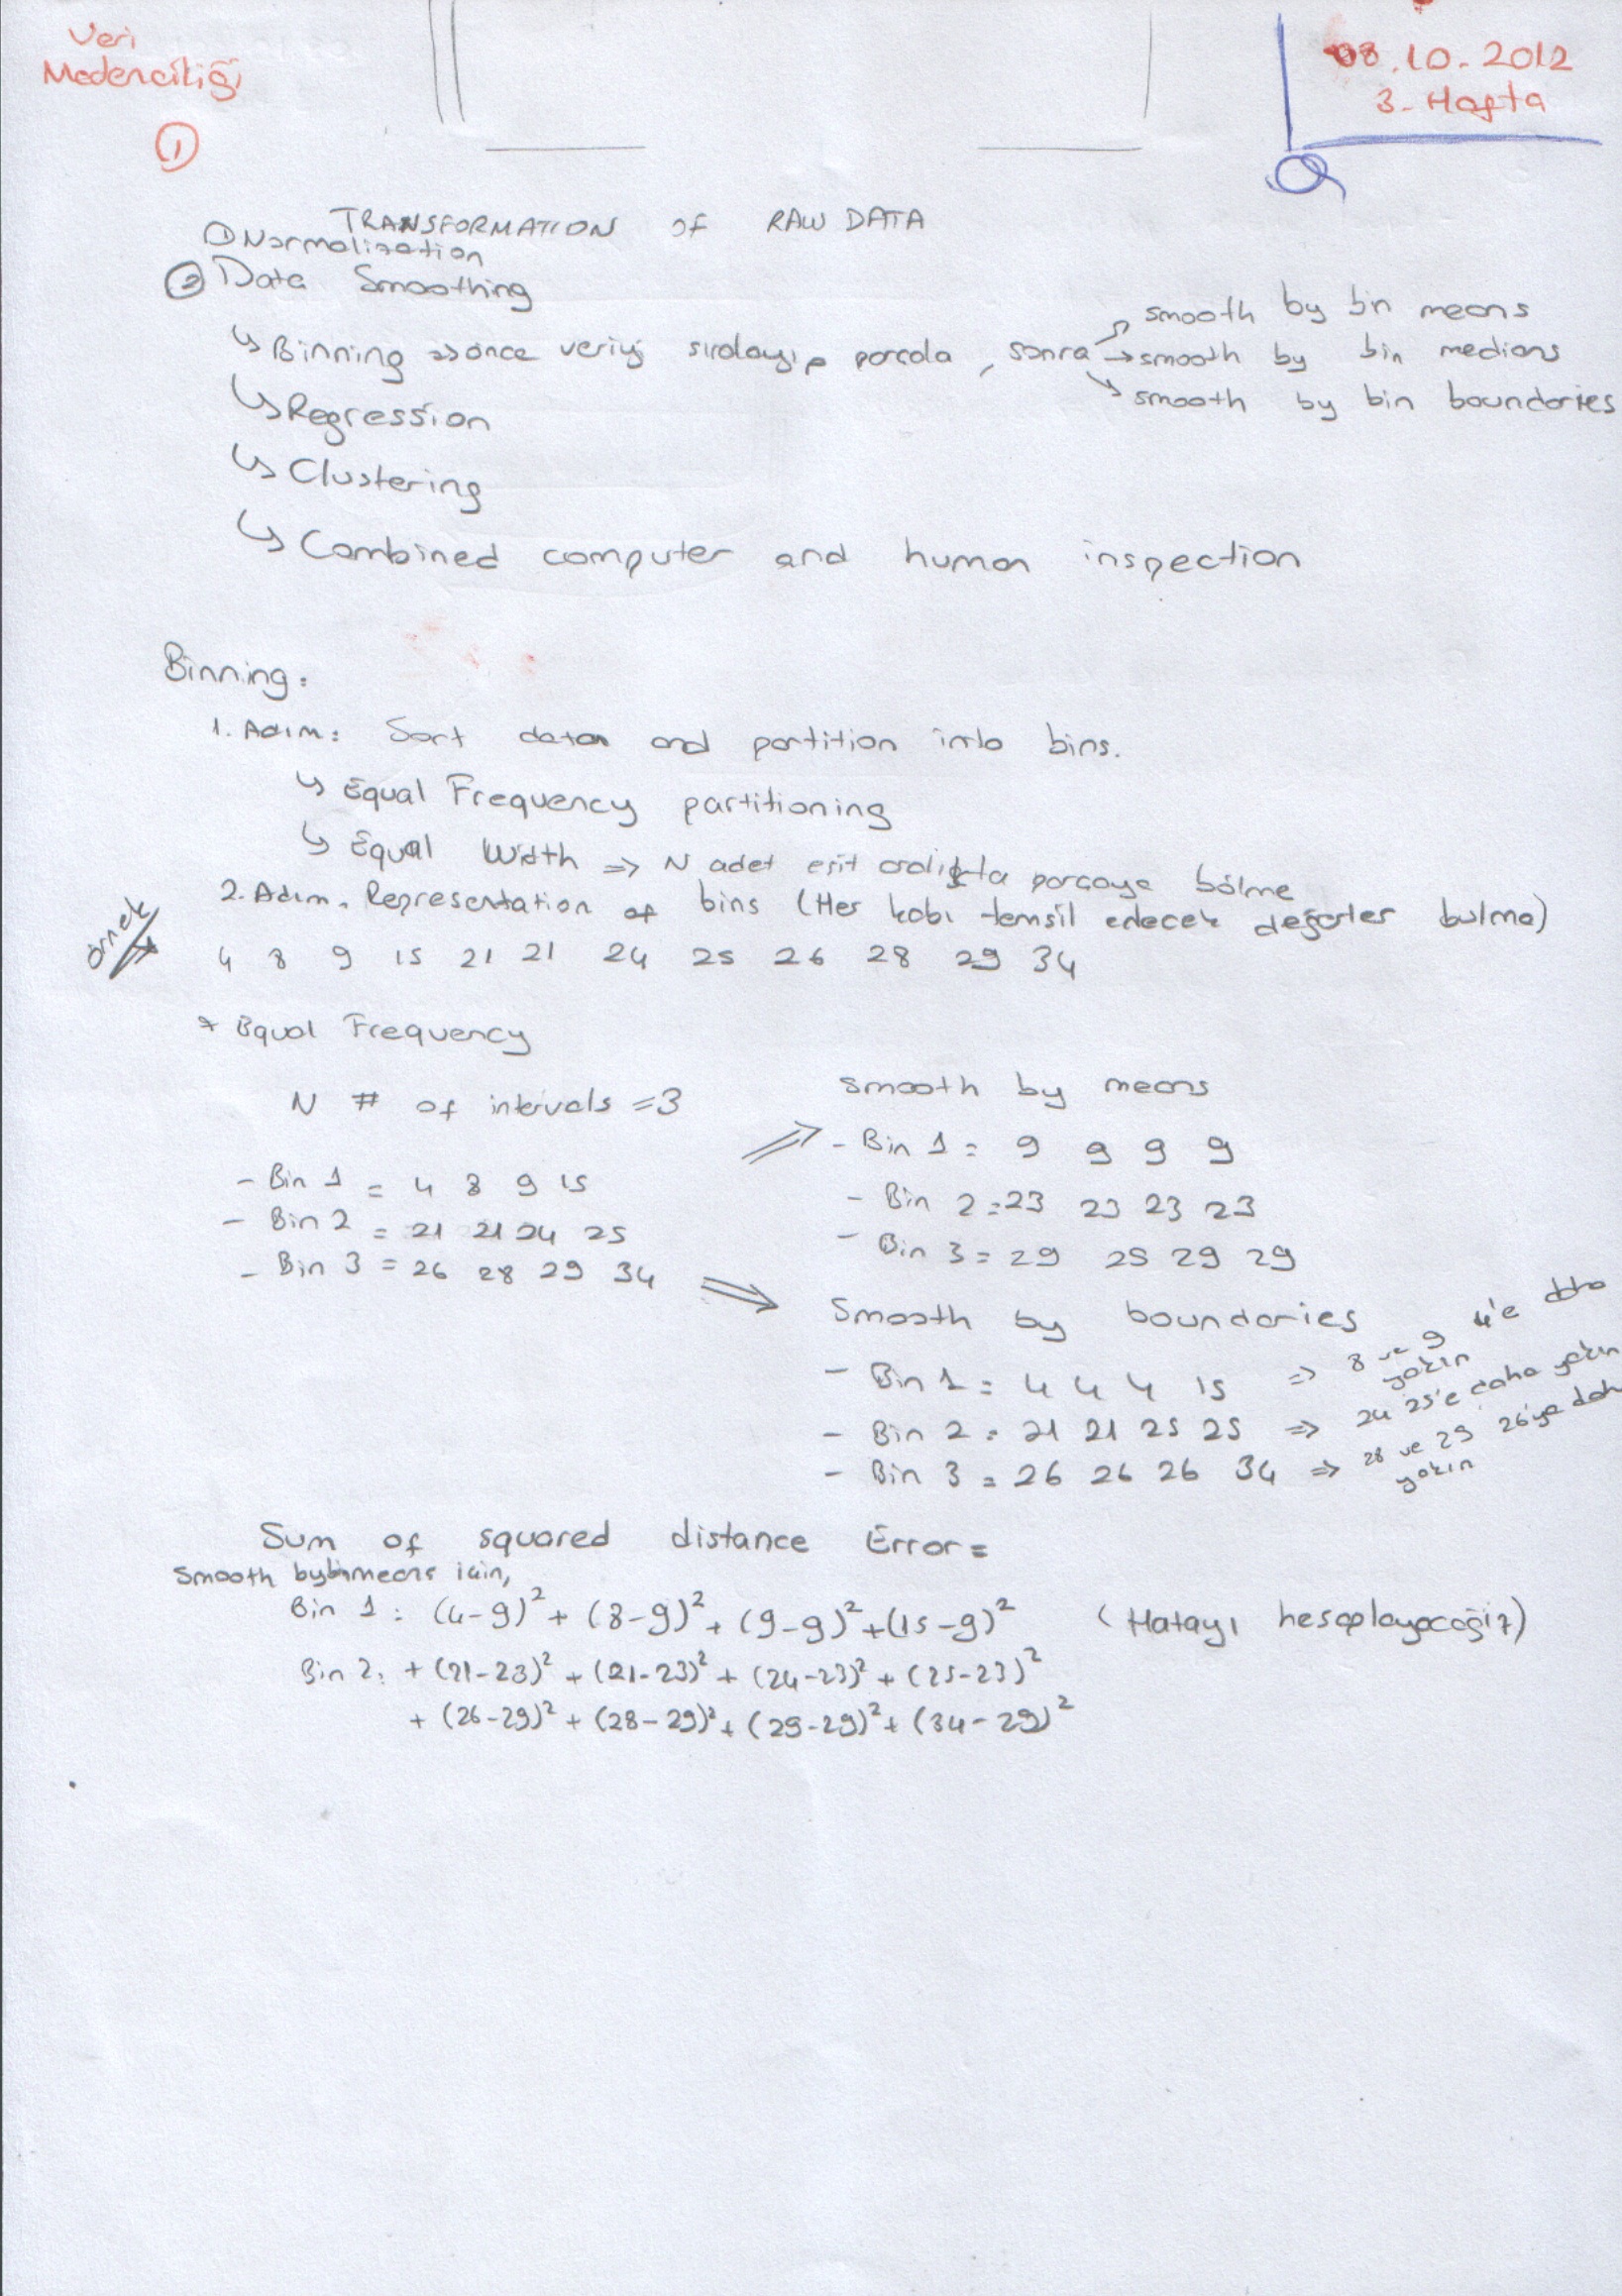 Veri
Madenciliği
1
08.10.2012
3. Hafta
TRANSFORMATION of RAW DATA
① Normalization
② Data Smoothing
↳ Binning => önce veriyi sıralayıp parçala, sonra → smooth by bin means
→ smooth by bin medians
→ smooth by bin boundaries
↳ Regression
↳ Clustering
↳ Combined computer and human inspection
Binning:
1. Adım: Sort data and partition into bins.
↳ Equal Frequency partitioning
↳ Equal Width => N adet eşit aralıkta parçaya bölme
2. Adım. Representation of bins (Her kabı temsil edecek değerler bulma)
örnek
4 8 9 15 21 21 24 25 26 28 29 34
* Equal Frequency
N # of intervals = 3
- Bin 1 = 4 8 9 15
- Bin 2 = 21 21 24 25
- Bin 3 = 26 28 29 34
Smooth by means
- Bin 1 = 9 9 9 9
- Bin 2 = 23 23 23 23
- Bin 3 = 29 29 29 29
Smooth by boundaries
- Bin 1 = 4 4 4 15 => 8 ve 9 4'e daha yakın
- Bin 2 = 21 21 25 25 => 24 25'e daha yakın
- Bin 3 = 26 26 26 34 => 28 ve 29 26'ya daha yakın
Sum of squared distance Error =
Smooth by bin means için,
Bin 1: (4-9)² + (8-9)² + (9-9)² + (15-9)² (Hatayı hesaplayacağız)
Bin 2: + (21-23)² + (21-23)² + (24-23)² + (25-23)²
+ (26-29)² + (28-29)² + (29-29)² + (34-29)²